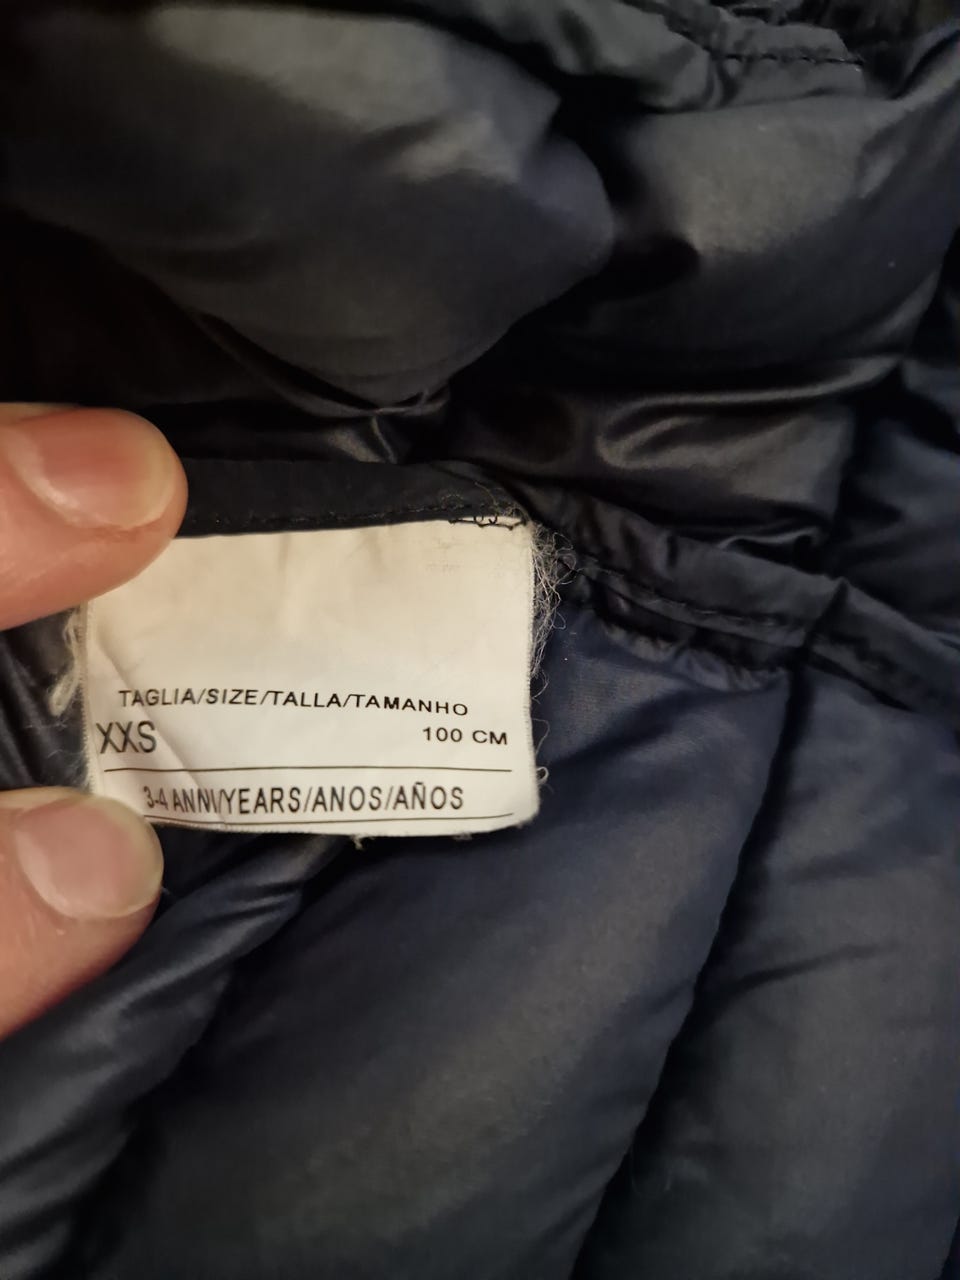 TAGLIA/SIZE/TALLA/TAMANHO
XXS 100 CM
3-4 ANNI/YEARS/ANOS/AÑOS